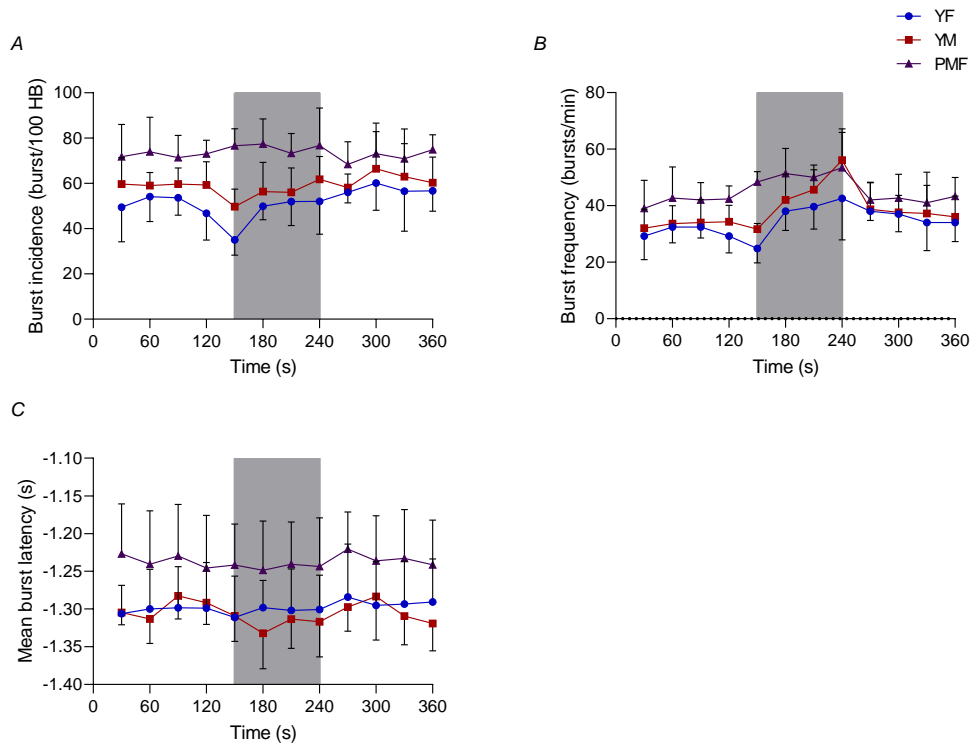 YF
YM
PMF
A
Burst incidence (burst/100 HB)
100
80
60
40
20
0
0 60 120 180 240 300 360
Time (s)
B
Burst frequency (bursts/min)
80
60
40
20
0
0 60 120 180 240 300 360
Time (s)
C
Mean burst latency (s)
-1.10
-1.15
-1.20
-1.25
-1.30
-1.35
-1.40
0 60 120 180 240 300 360
Time (s)